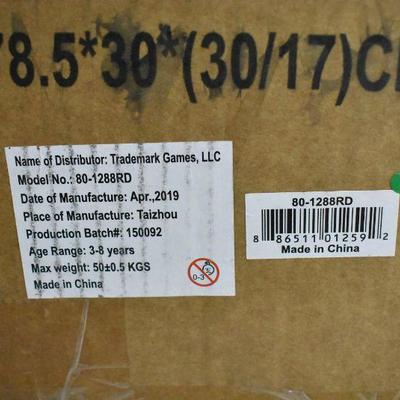 78.5*30*(30/17)C
Name of Distributor: Trademark Games, LLC
Model No.: 80-1288RD
Date of Manufacture: Apr.,2019
Place of Manufacture: Taizhou
Production Batch#: 150092
Age Range: 3-8 years
Max weight: 50±0.5 KGS
Made in China
0-3
80-1288RD
8 86511 01259 2
Made in China